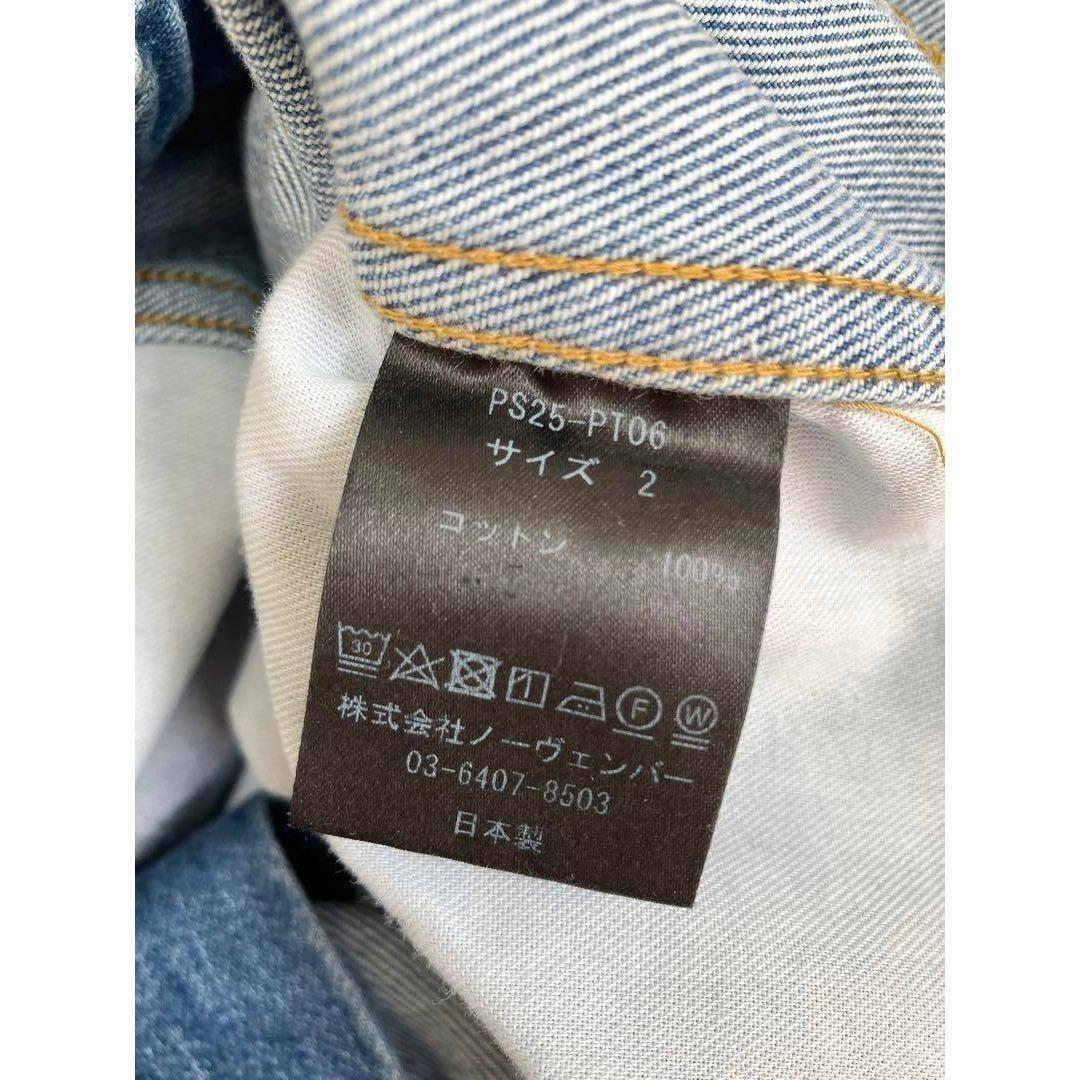 PS25-PT06
サイズ 2
コットン 100%
30 F W
株式会社ノーヴェンバー
03-6407-8503
日本製